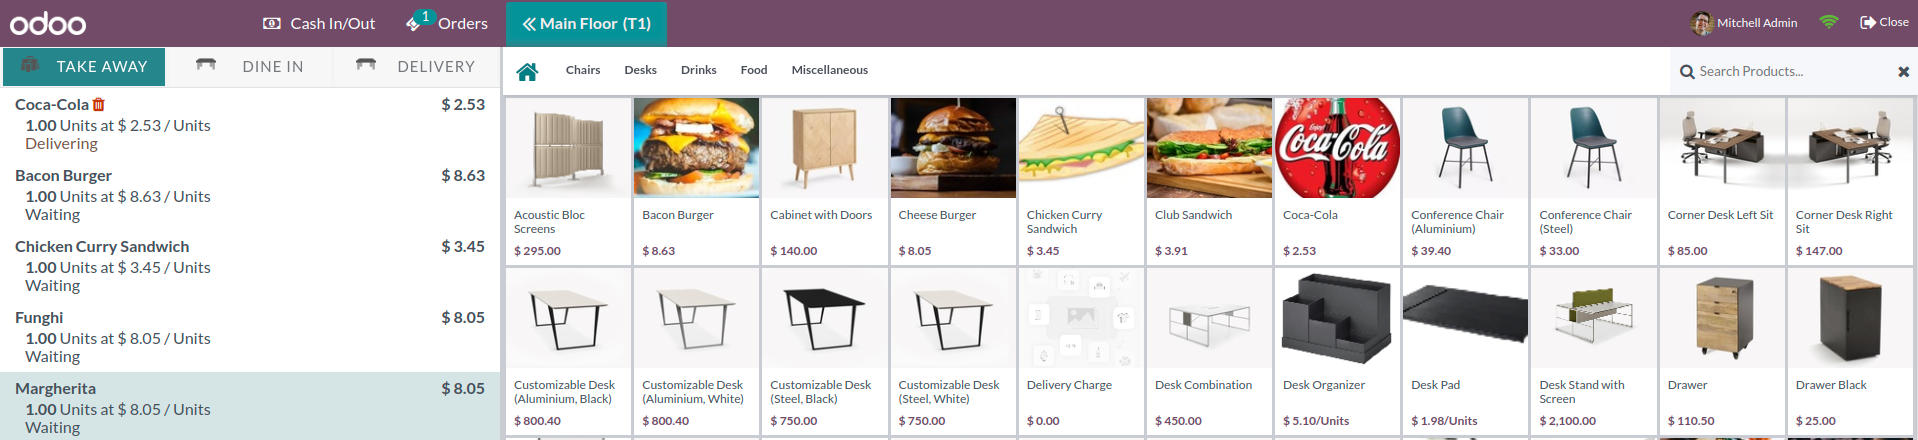 odoo
Cash In/Out
1
Orders
Main Floor (T1)
Mitchell Admin
Close
TAKE AWAY
DINE IN
DELIVERY
Chairs
Desks
Drinks
Food
Miscellaneous
Search Products...
Coca-Cola
$ 2.53
1.00 Units at $ 2.53 / Units
Delivering
Bacon Burger
$ 8.63
1.00 Units at $ 8.63 / Units
Waiting
Chicken Curry Sandwich
$ 3.45
1.00 Units at $ 3.45 / Units
Waiting
Funghi
$ 8.05
1.00 Units at $ 8.05 / Units
Waiting
Margherita
$ 8.05
1.00 Units at $ 8.05 / Units
Waiting
Acoustic Bloc
Screens
$ 295.00
Bacon Burger
$ 8.63
Cabinet with Doors
$ 140.00
Cheese Burger
$ 8.05
Chicken Curry
Sandwich
$ 3.45
Club Sandwich
$ 3.91
Enjoy
Coca-Cola
Coca-Cola
$ 2.53
Conference Chair
(Aluminium)
$ 39.40
Conference Chair
(Steel)
$ 33.00
Corner Desk Left Sit
$ 85.00
Corner Desk Right
Sit
$ 147.00
Customizable Desk
(Aluminium, Black)
$ 800.40
Customizable Desk
(Aluminium, White)
$ 800.40
Customizable Desk
(Steel, Black)
$ 750.00
Customizable Desk
(Steel, White)
$ 750.00
Delivery Charge
$ 0.00
Desk Combination
$ 450.00
Desk Organizer
$ 5.10/Units
Desk Pad
$ 1.98/Units
Desk Stand with
Screen
$ 2,100.00
Drawer
$ 110.50
Drawer Black
$ 25.00